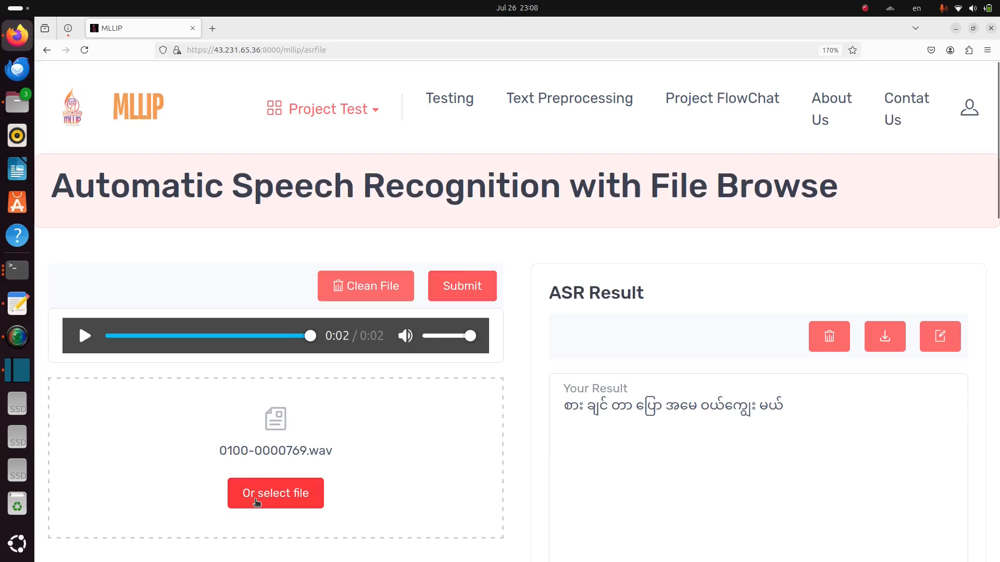 Jul 26 23:08
en
MLLIP
https://43.231.65.36:8000/mllip/asrfile
170%
3
MLLIP
MLLIP
Project Test
Testing
Text Preprocessing
Project FlowChat
About Us
Contat Us
Automatic Speech Recognition with File Browse
Clean File
Submit
0:02 / 0:02
0100-0000769.wav
Or select file
ASR Result
Your Result
စား ချင် တာ ပြော အမေ ဝယ်ကျွေး မယ်
SSD
SSD
SSD